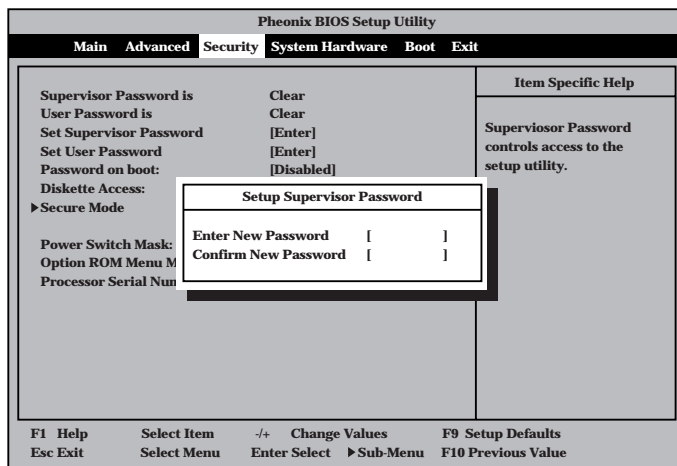 Pheonix BIOS Setup Utility
Main Advanced Security System Hardware Boot Exit
Supervisor Password is Clear
User Password is Clear
Set Supervisor Password [Enter]
Set User Password [Enter]
Password on boot: [Disabled]
Diskette Access:
▶Secure Mode
Power Switch Mask:
Option ROM Menu M
Processor Serial Num
Setup Supervisor Password
Enter New Password [ ]
Confirm New Password [ ]
Item Specific Help
Superviosor Password
controls access to the
setup utility.
F1 Help Select Item -/+ Change Values F9 Setup Defaults
Esc Exit Select Menu Enter Select ▶Sub-Menu F10 Previous Value